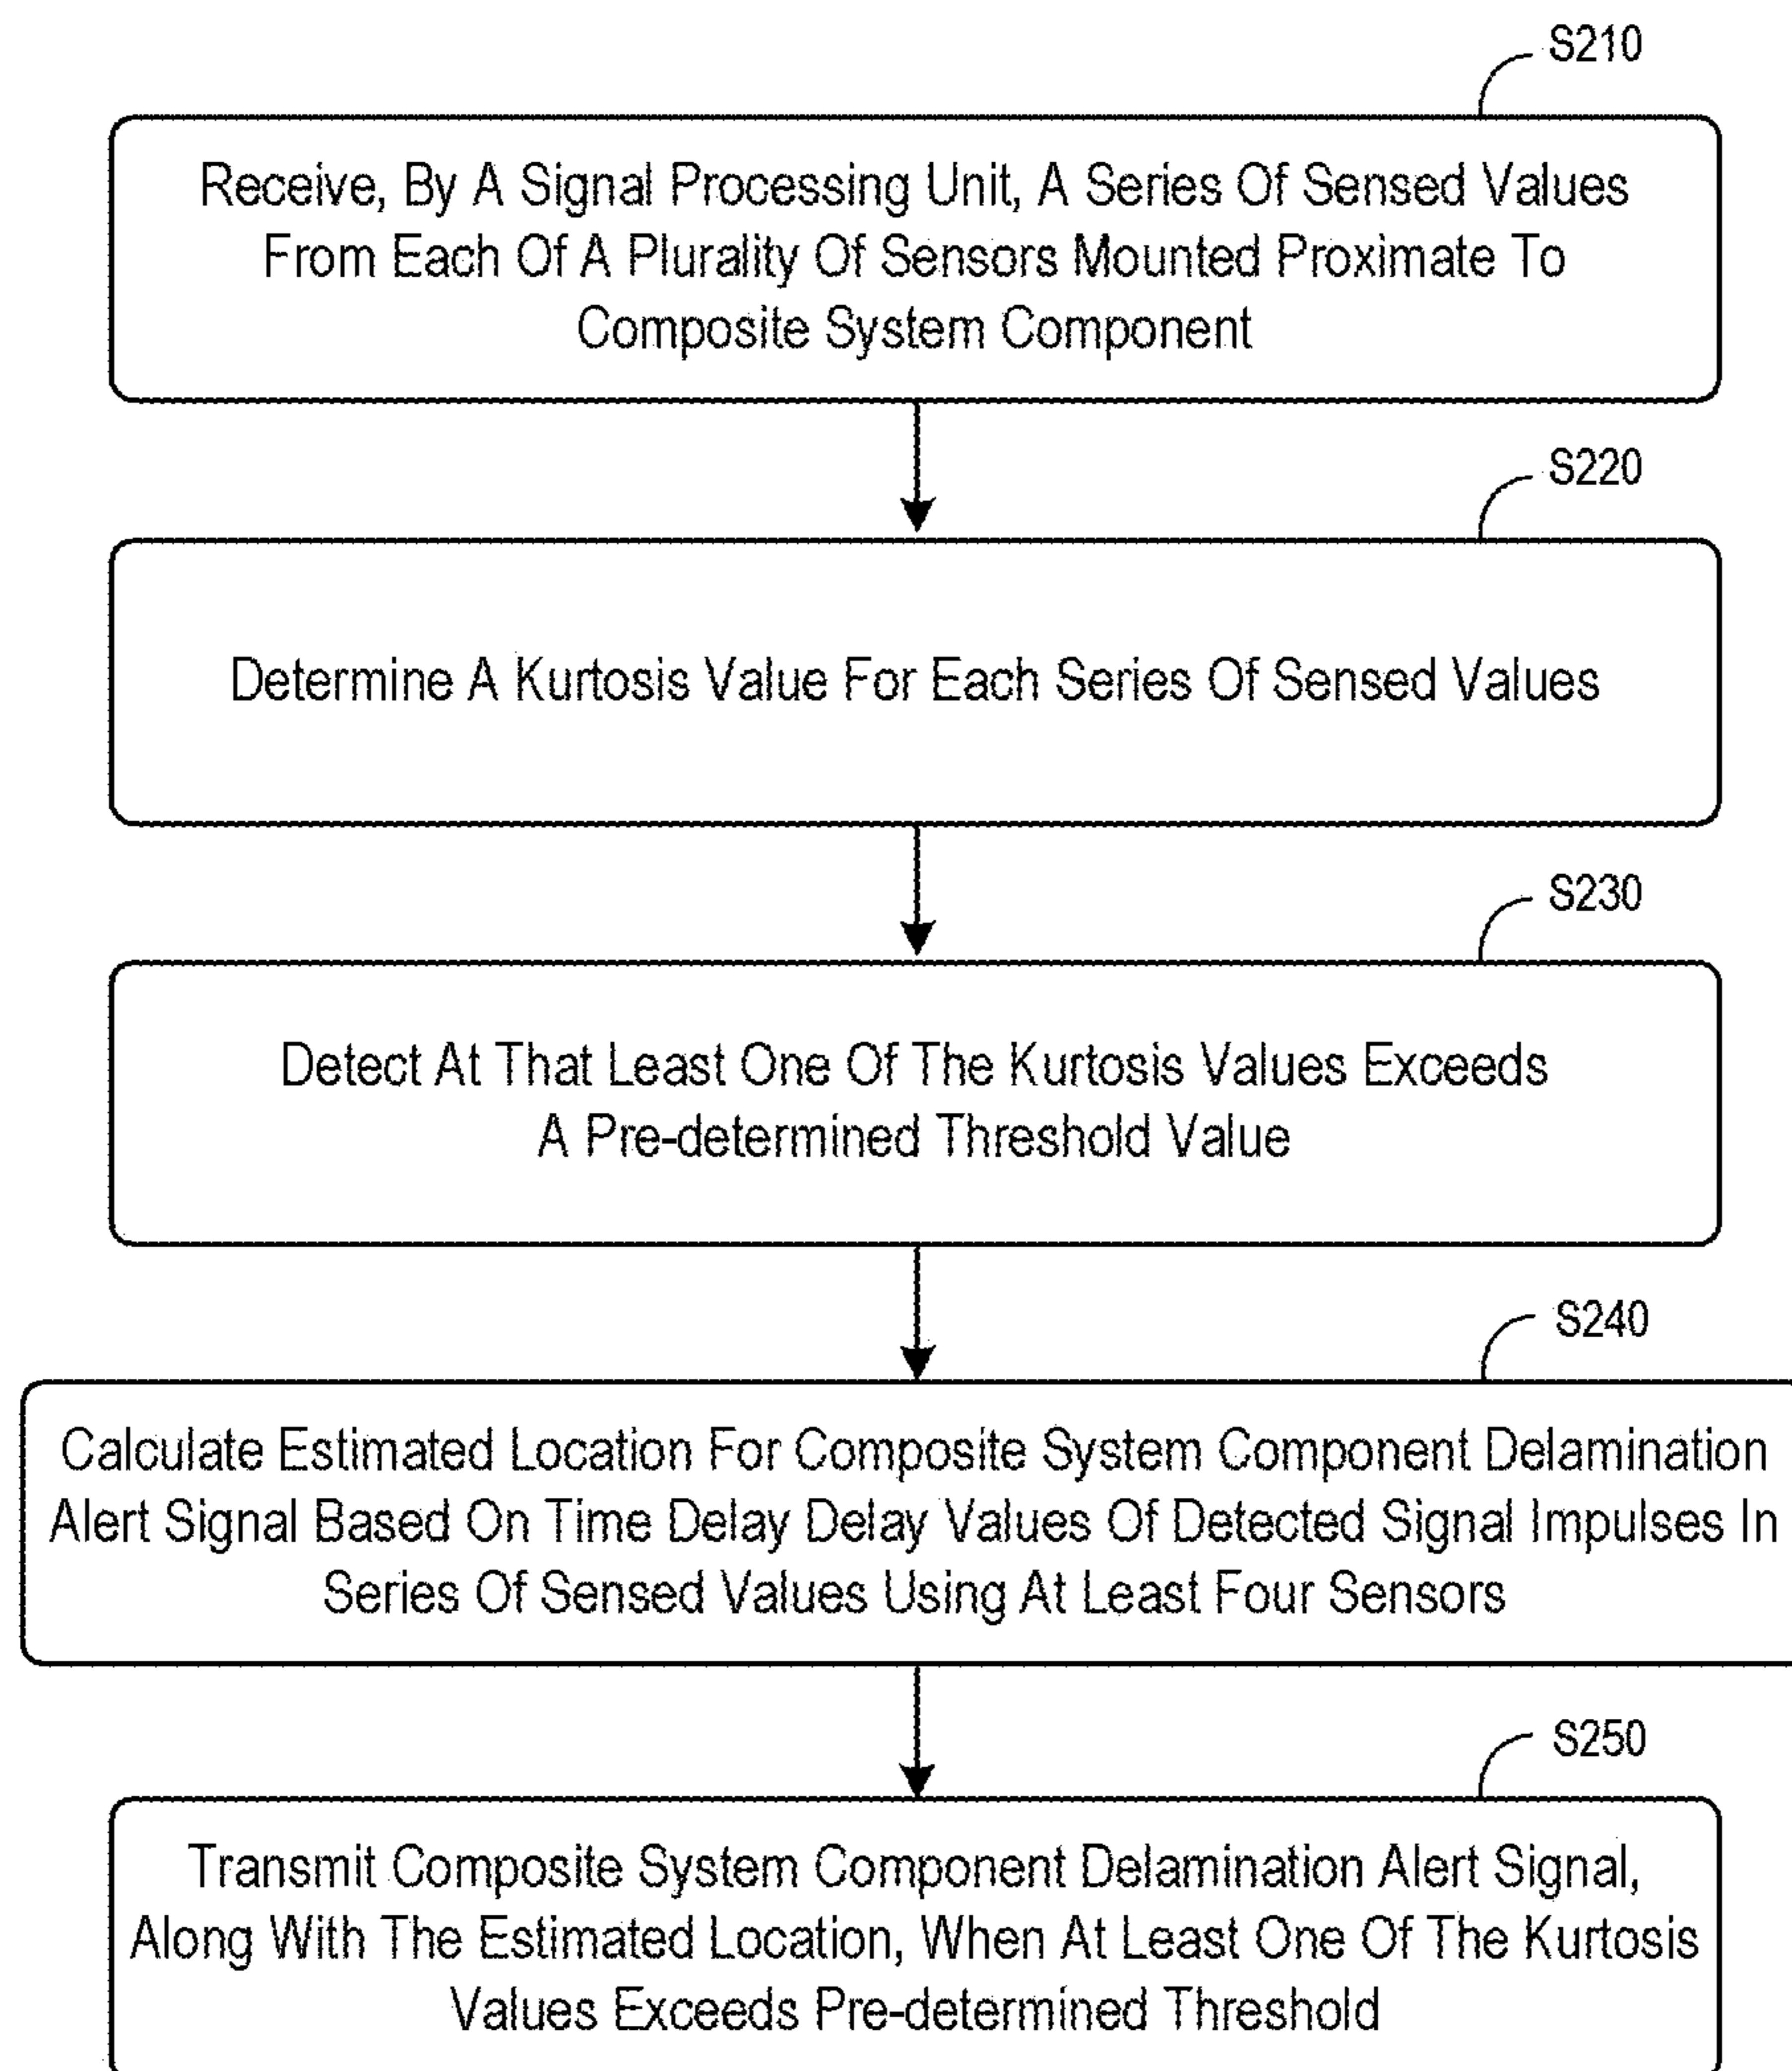 S210
Receive, By A Signal Processing Unit, A Series Of Sensed Values
From Each Of A Plurality Of Sensors Mounted Proximate To
Composite System Component
S220
Determine A Kurtosis Value For Each Series Of Sensed Values
S230
Detect At That Least One Of The Kurtosis Values Exceeds
A Pre-determined Threshold Value
S240
Calculate Estimated Location For Composite System Component Delamination
Alert Signal Based On Time Delay Delay Values Of Detected Signal Impulses In
Series Of Sensed Values Using At Least Four Sensors
S250
Transmit Composite System Component Delamination Alert Signal,
Along With The Estimated Location, When At Least One Of The Kurtosis
Values Exceeds Pre-determined Threshold